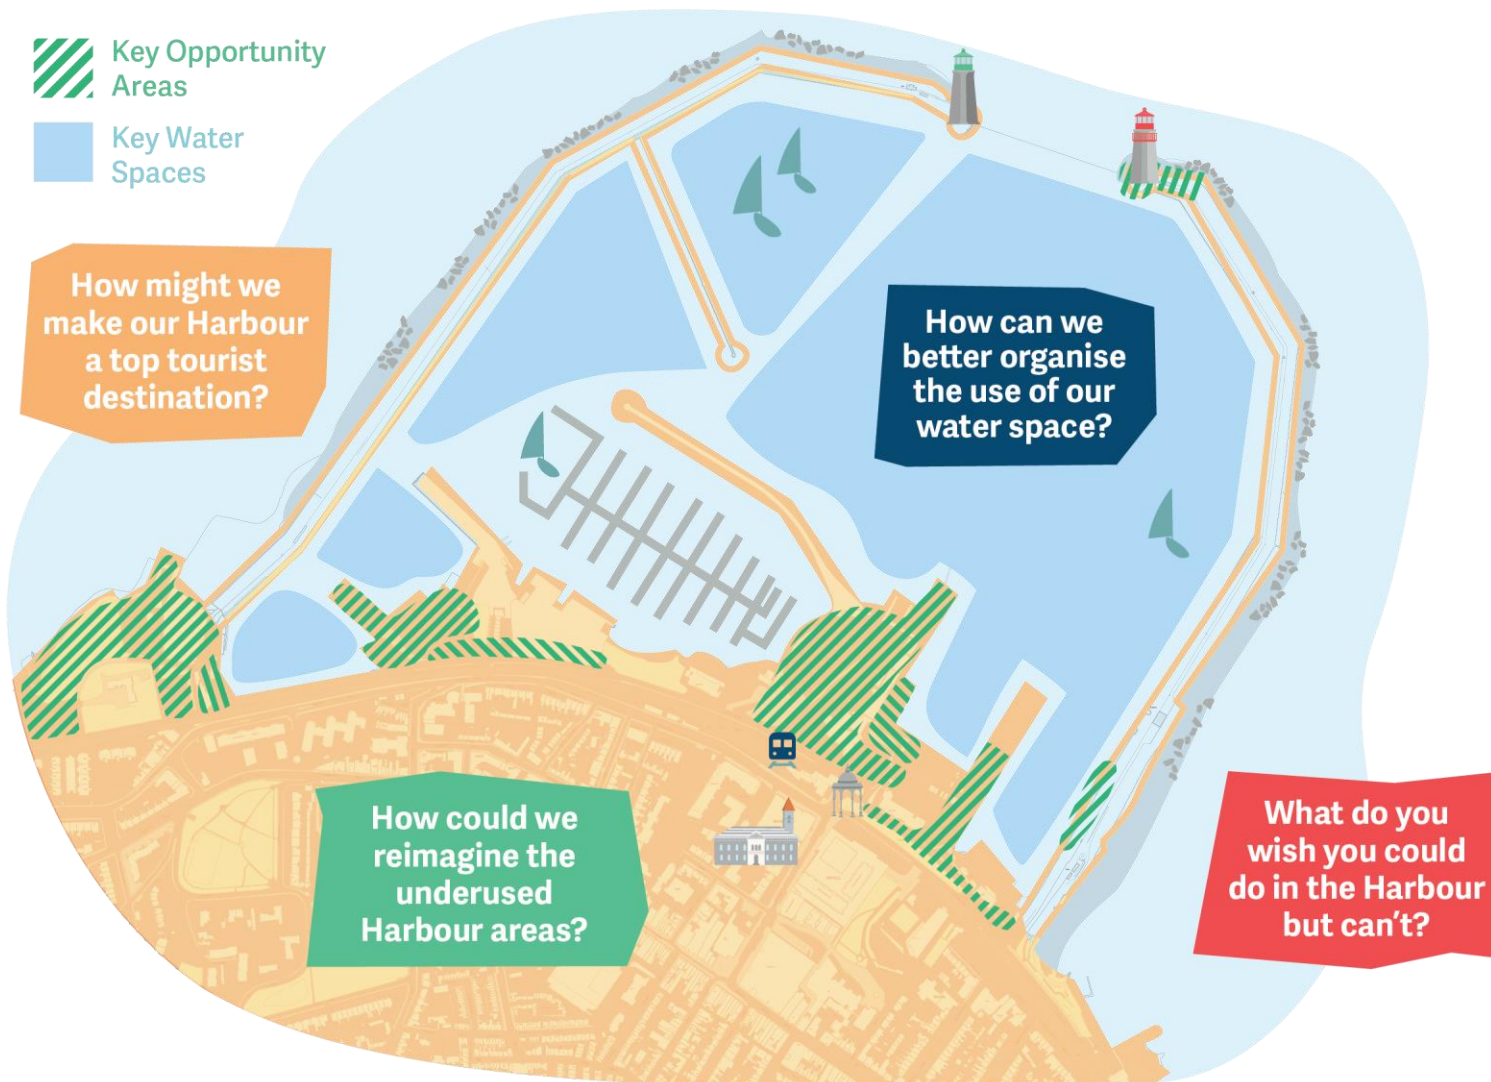 Key Opportunity
Areas
Key Water
Spaces
How might we
make our Harbour
a top tourist
destination?
How can we
better organise
the use of our
water space?
How could we
reimagine the
underused
Harbour areas?
What do you
wish you could
do in the Harbour
but can't?